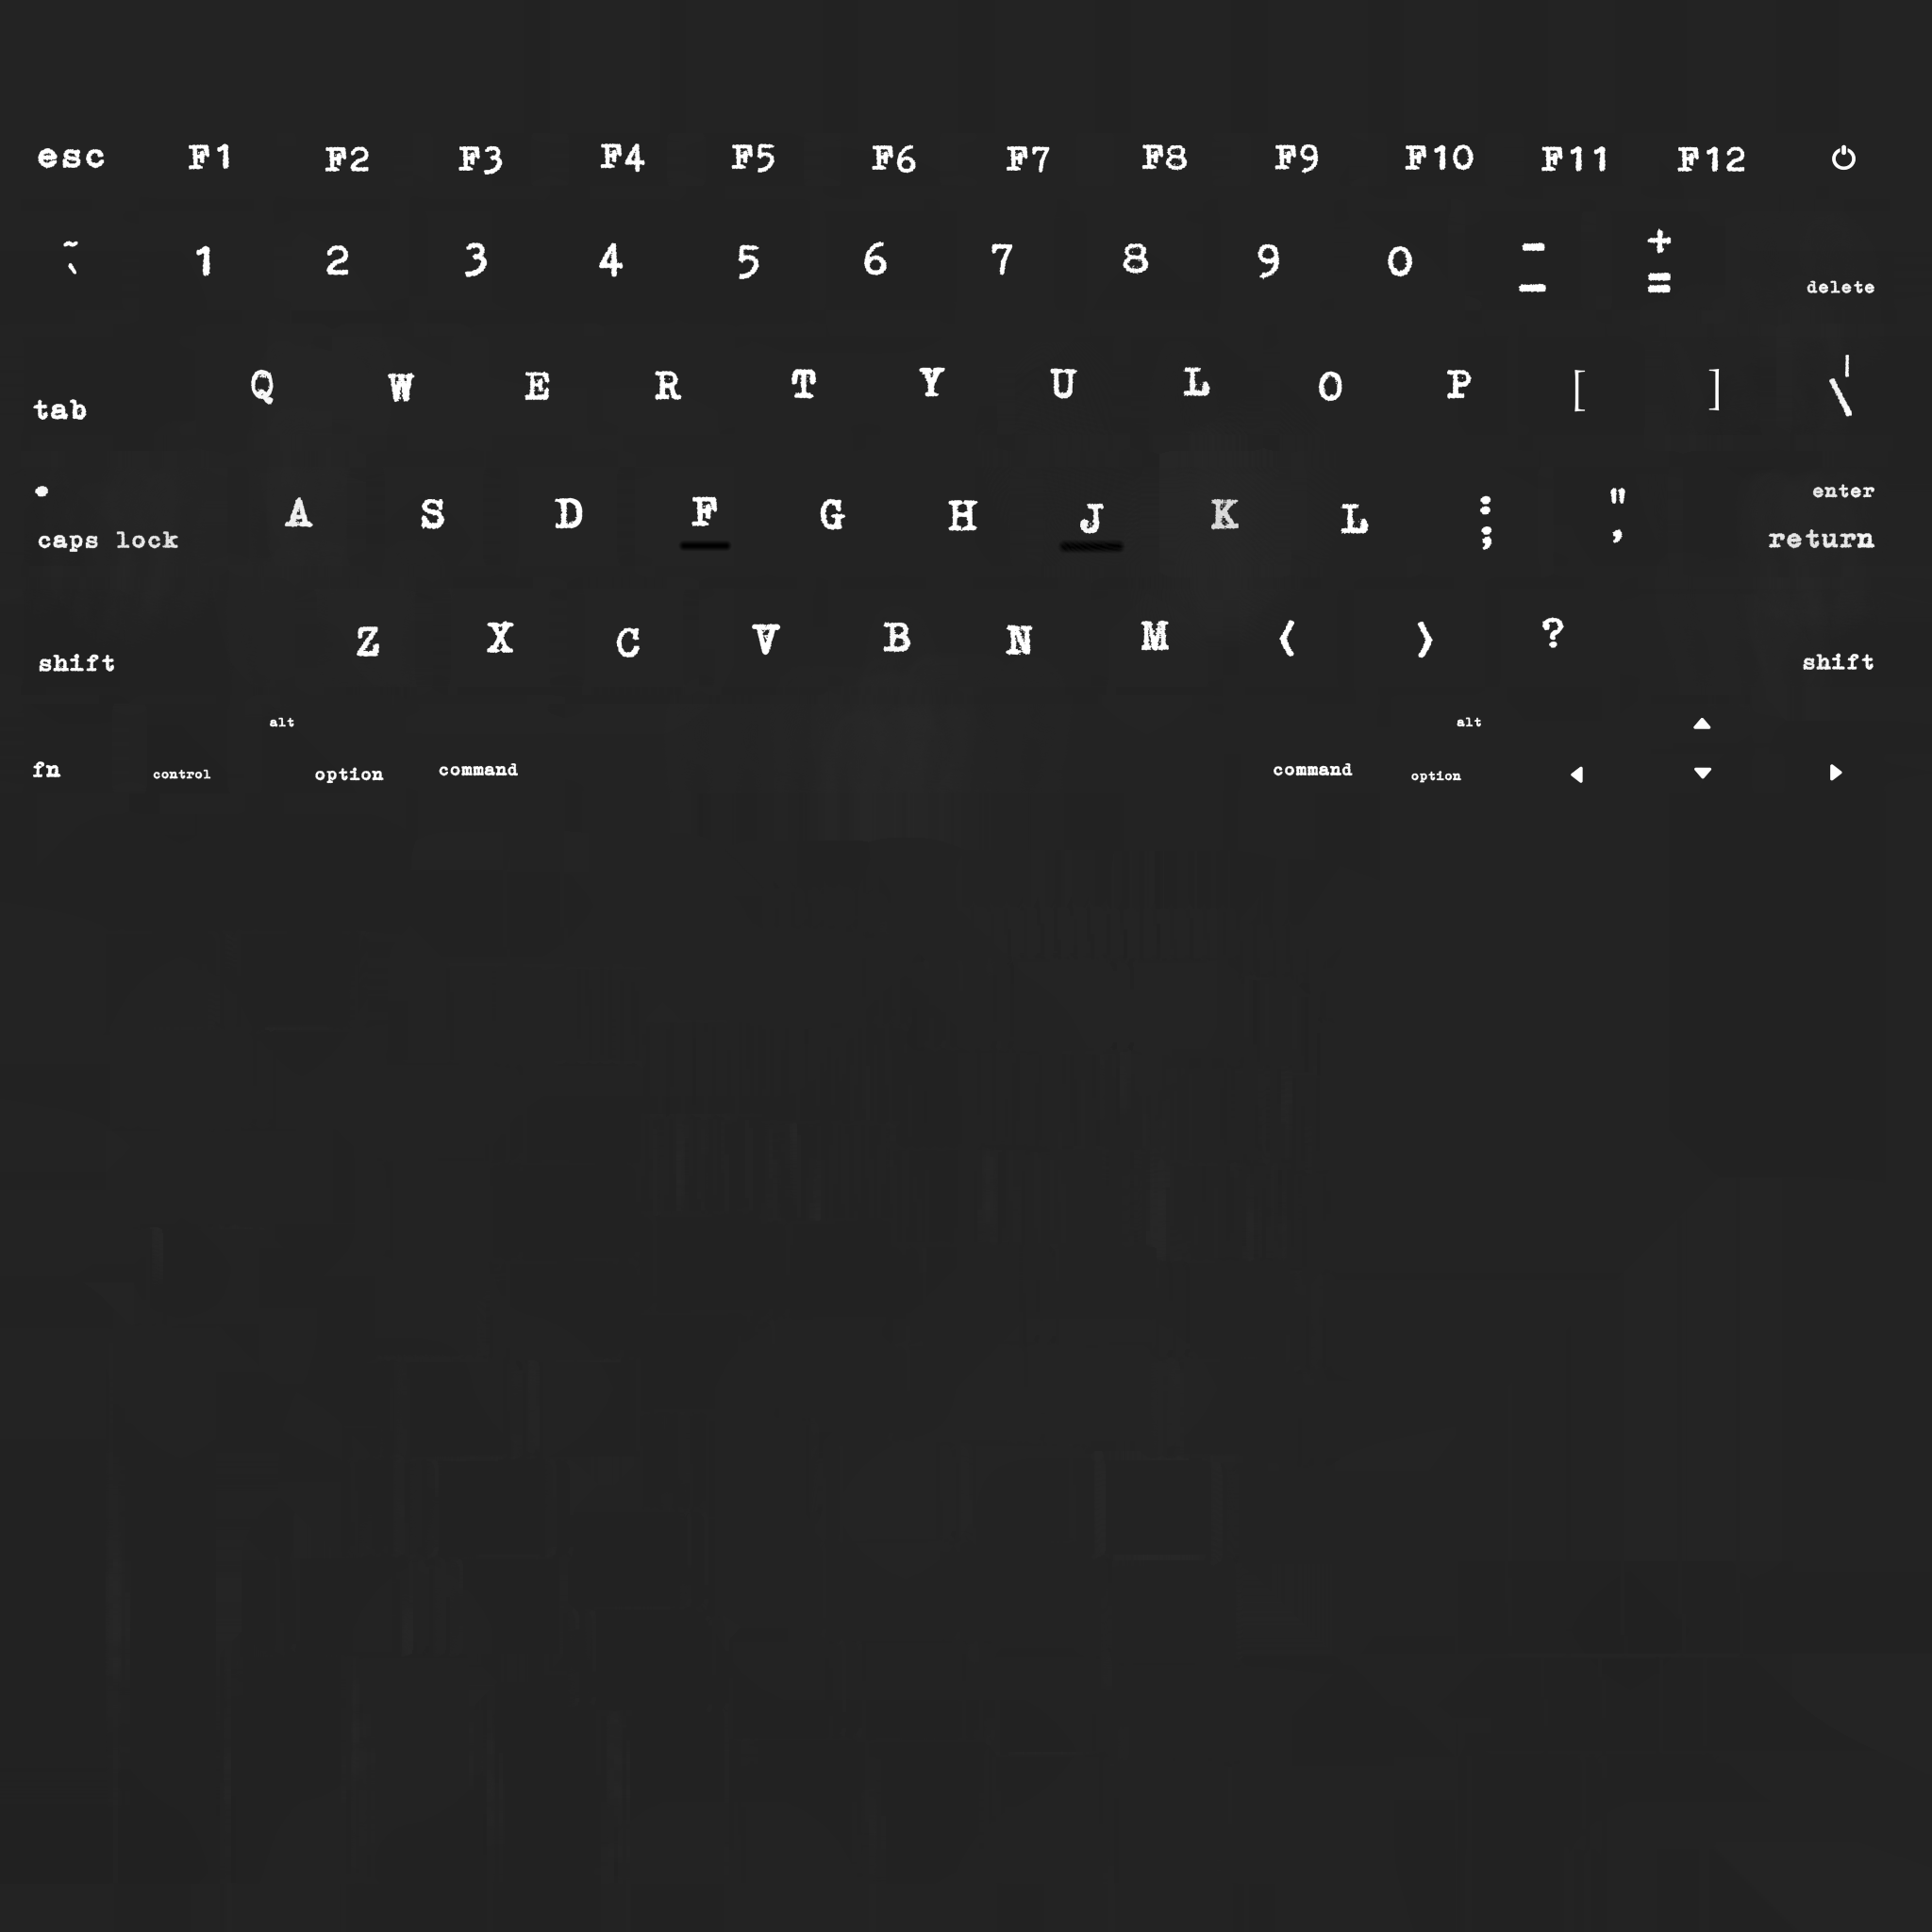 esc F1 F2 F3 F4 F5 F6 F7 F8 F9 F10 F11 F12
~ +
` 1 2 3 4 5 6 7 8 9 0 - _ = delete
Q W E R T Y U L O P [ ] | \
tab
A S D F G H J K L : ; " , enter
caps lock return
Z X C V B N M ⟨ ⟩ ?
shift shift
alt alt
fn control option command command option